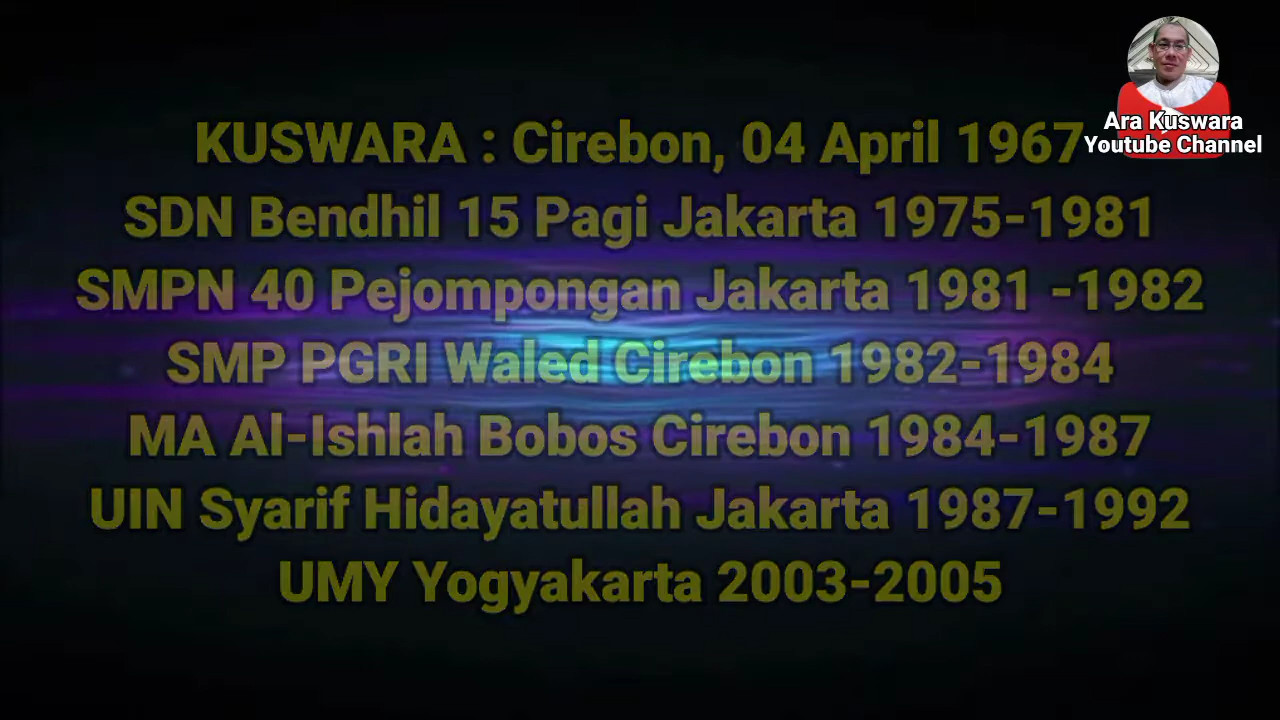 KUSWARA : Cirebon, 04 April 1967
SDN Bendhil 15 Pagi Jakarta 1975-1981
SMPN 40 Pejompongan Jakarta 1981 -1982
SMP PGRI Waled Cirebon 1982-1984
MA Al-Ishlah Bobos Cirebon 1984-1987
UIN Syarif Hidayatullah Jakarta 1987-1992
UMY Yogyakarta 2003-2005
Ara Kuswara
Youtube Channel